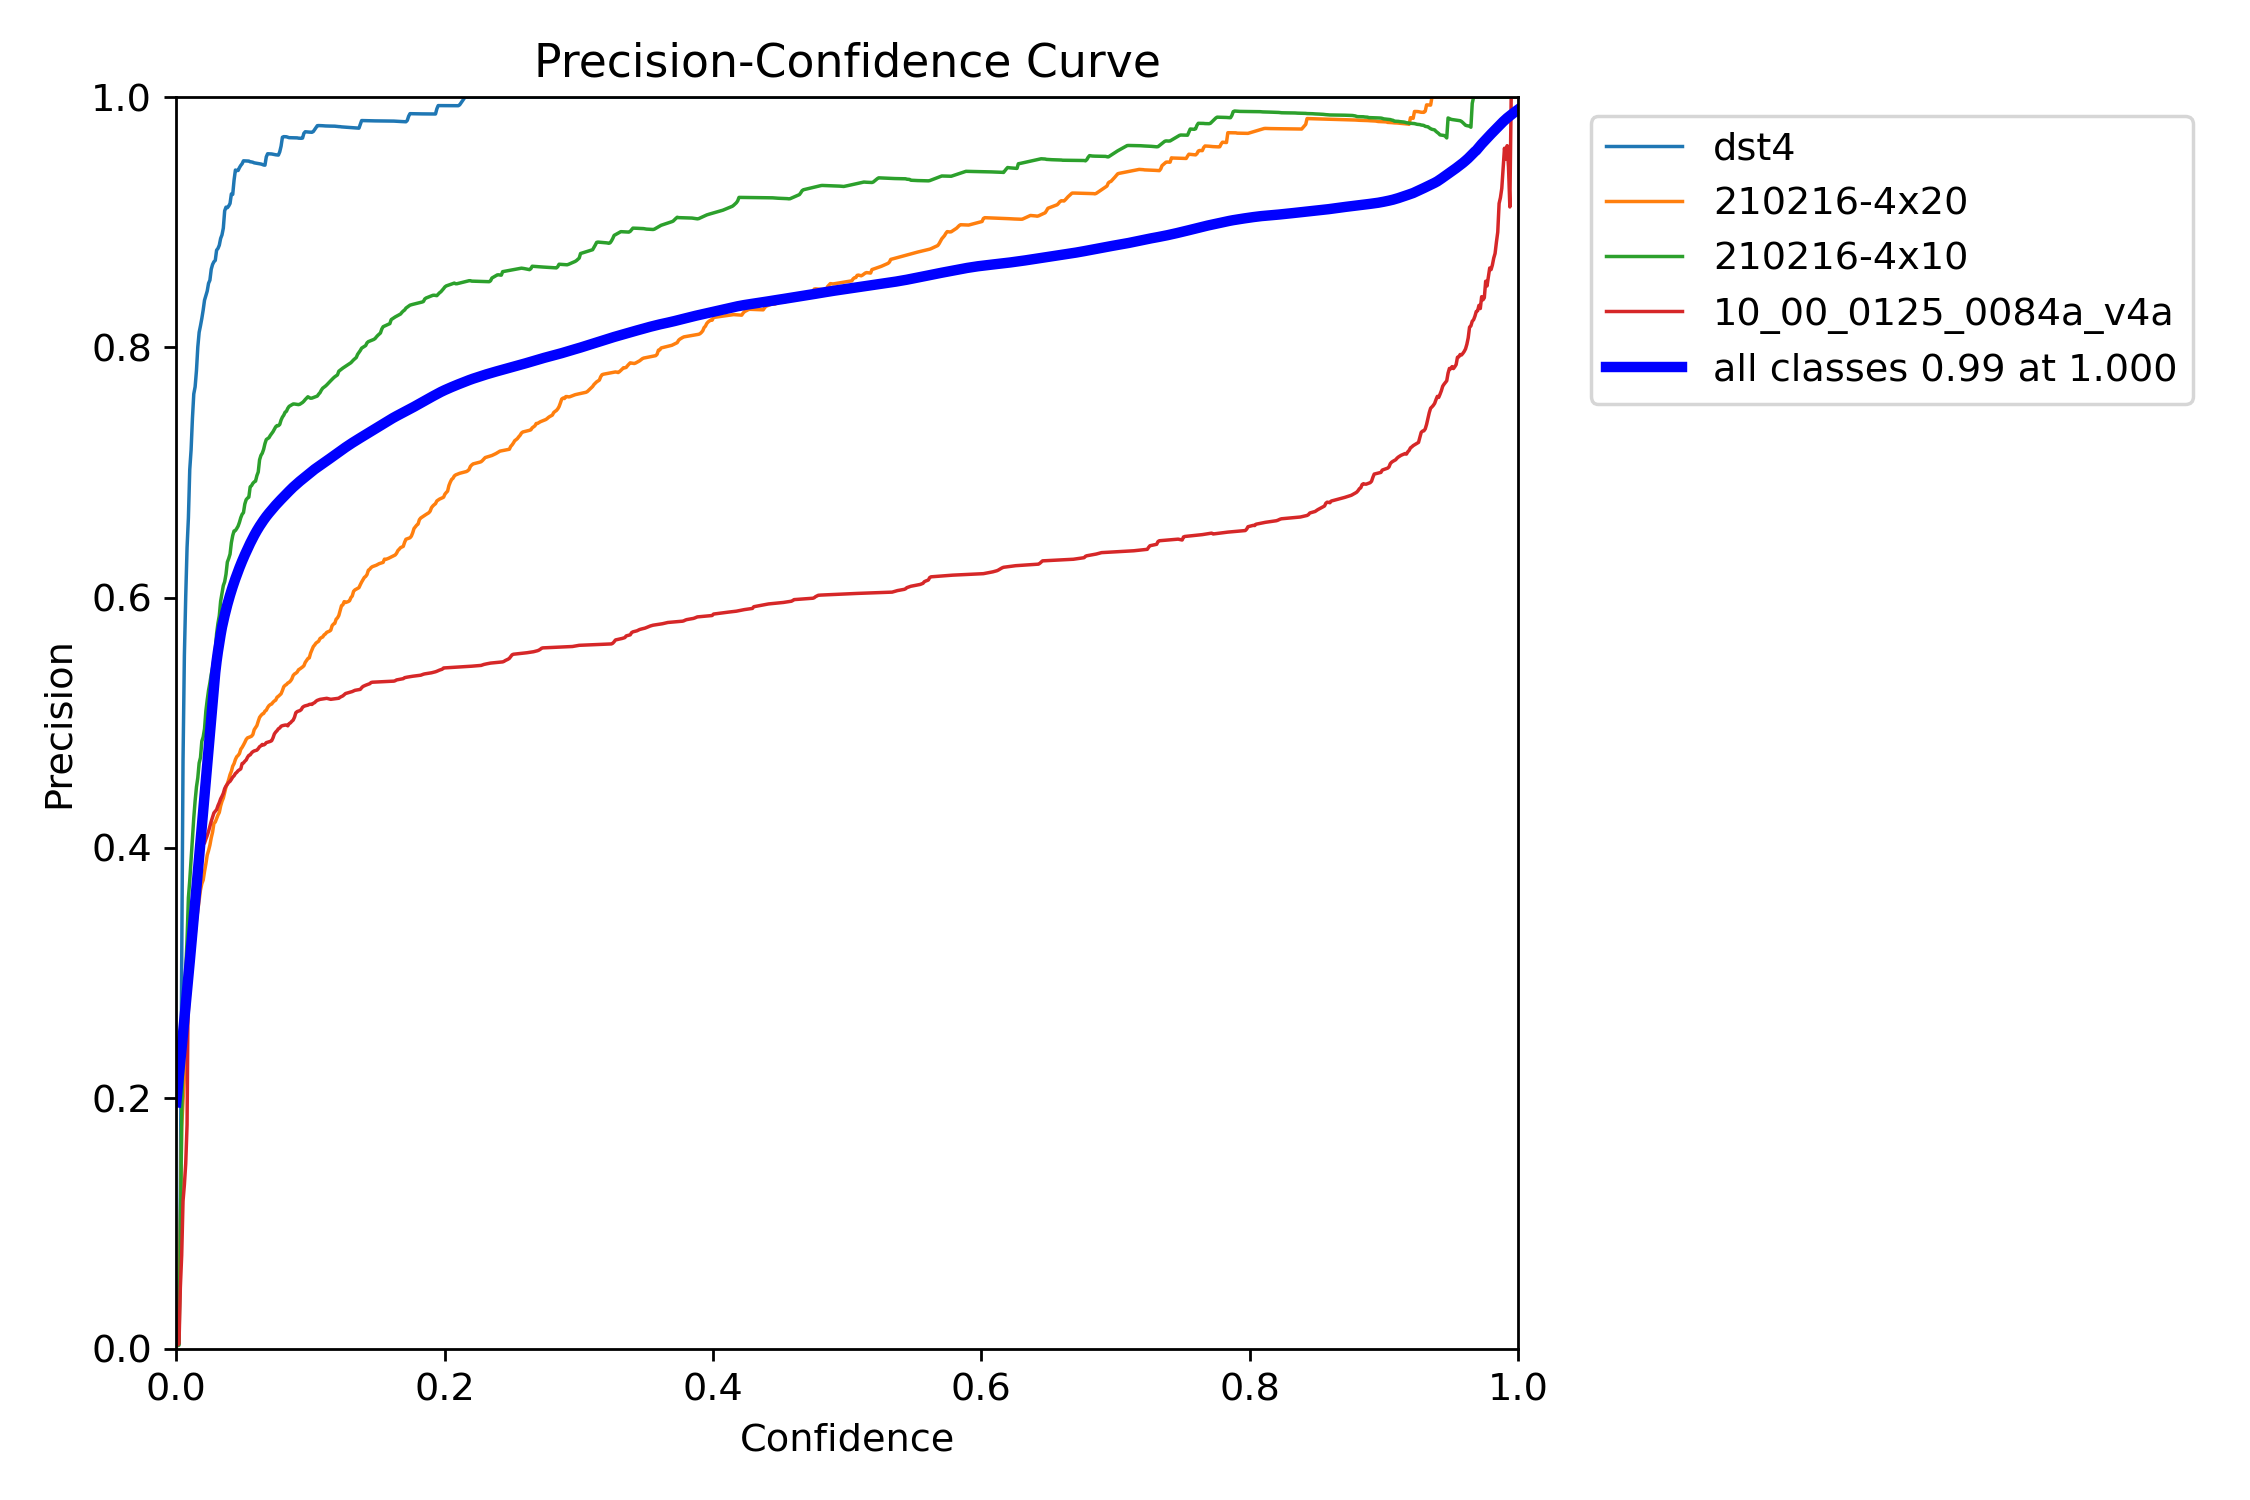 Precision-Confidence Curve
1.0
0.8
0.6
0.4
0.2
0.0
Precision
0.0 0.2 0.4 0.6 0.8 1.0
Confidence
dst4
210216-4x20
210216-4x10
10_00_0125_0084a_v4a
all classes 0.99 at 1.000